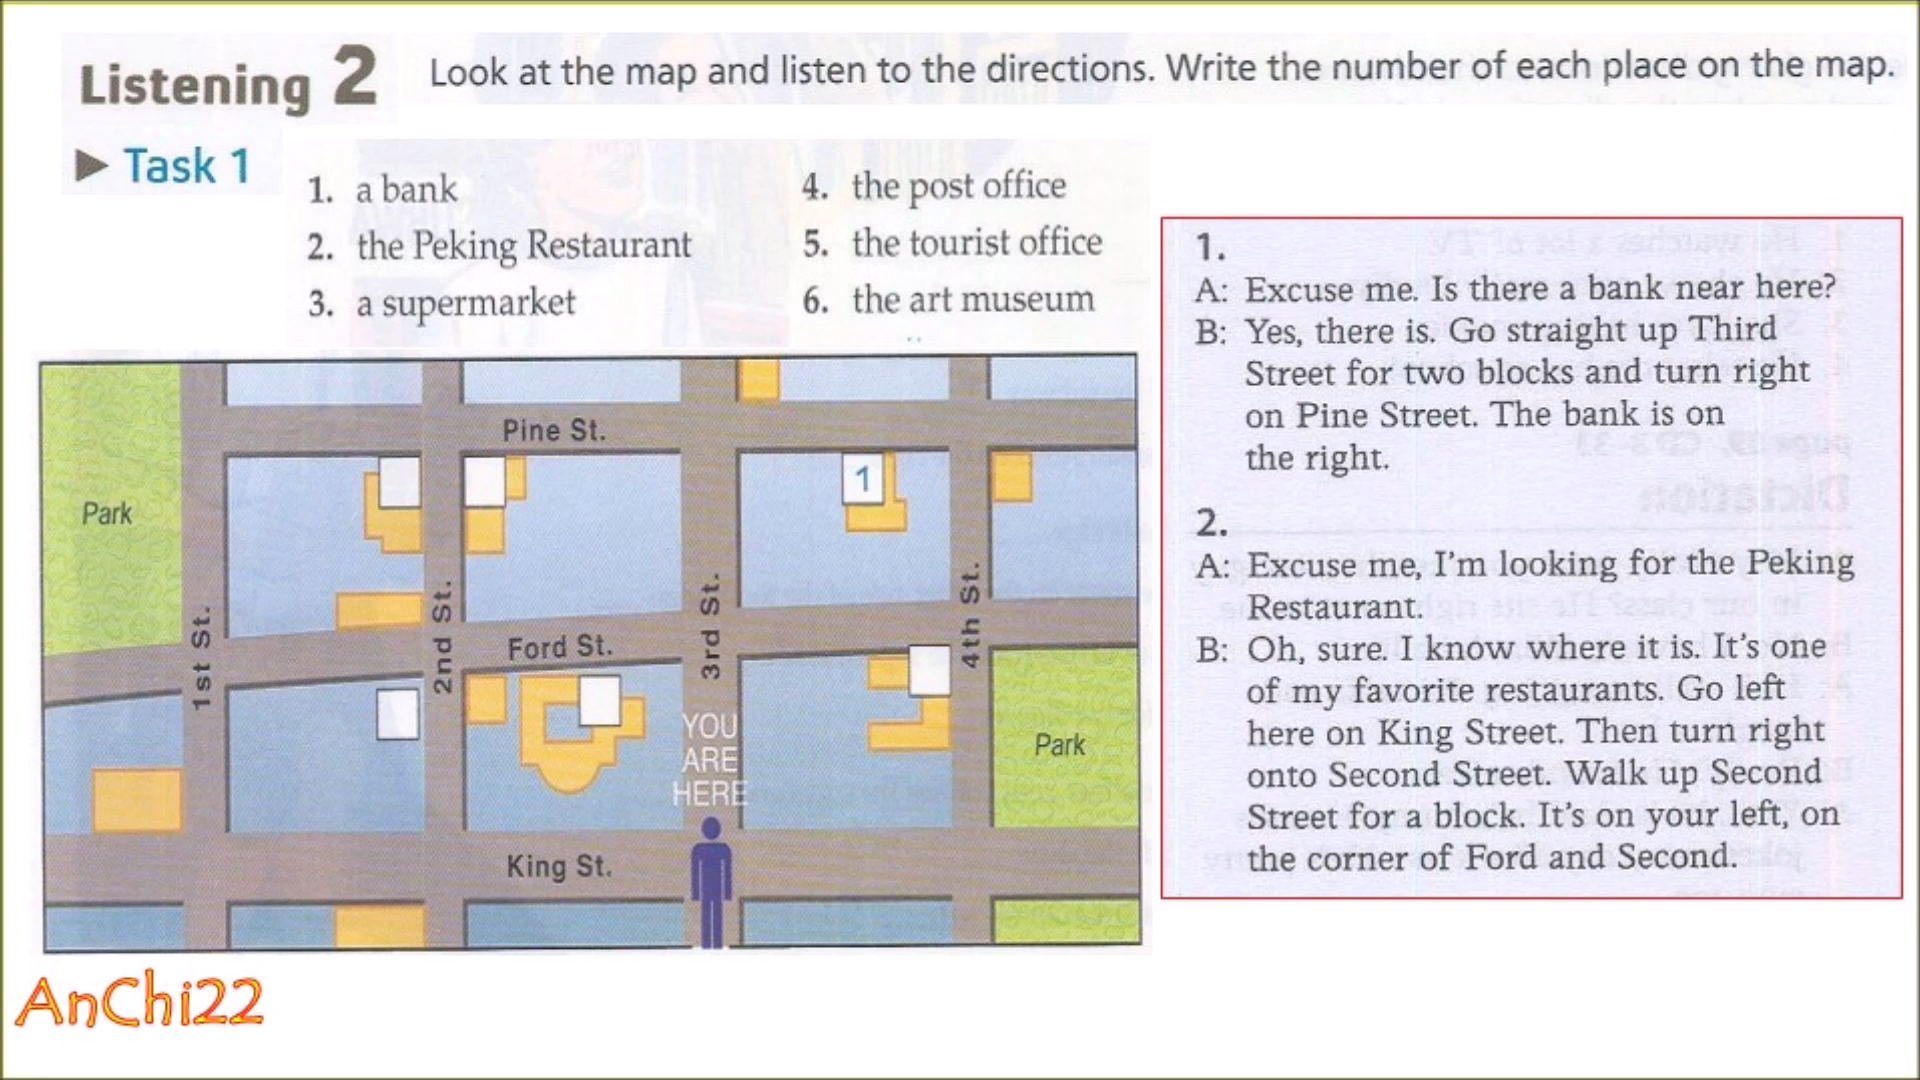 Listening 2 Look at the map and listen to the directions. Write the number of each place on the map.
► Task 1
1. a bank
2. the Peking Restaurant
3. a supermarket
4. the post office
5. the tourist office
6. the art museum
Pine St.
Park
1
1st St.
2nd St.
Ford St.
3rd St.
4th St.
YOU
ARE
HERE
Park
King St.
1.
A: Excuse me. Is there a bank near here?
B: Yes, there is. Go straight up Third
Street for two blocks and turn right
on Pine Street. The bank is on
the right.
2.
A: Excuse me, I'm looking for the Peking
Restaurant.
B: Oh, sure. I know where it is. It's one
of my favorite restaurants. Go left
here on King Street. Then turn right
onto Second Street. Walk up Second
Street for a block. It's on your left, on
the corner of Ford and Second.
AnChi22